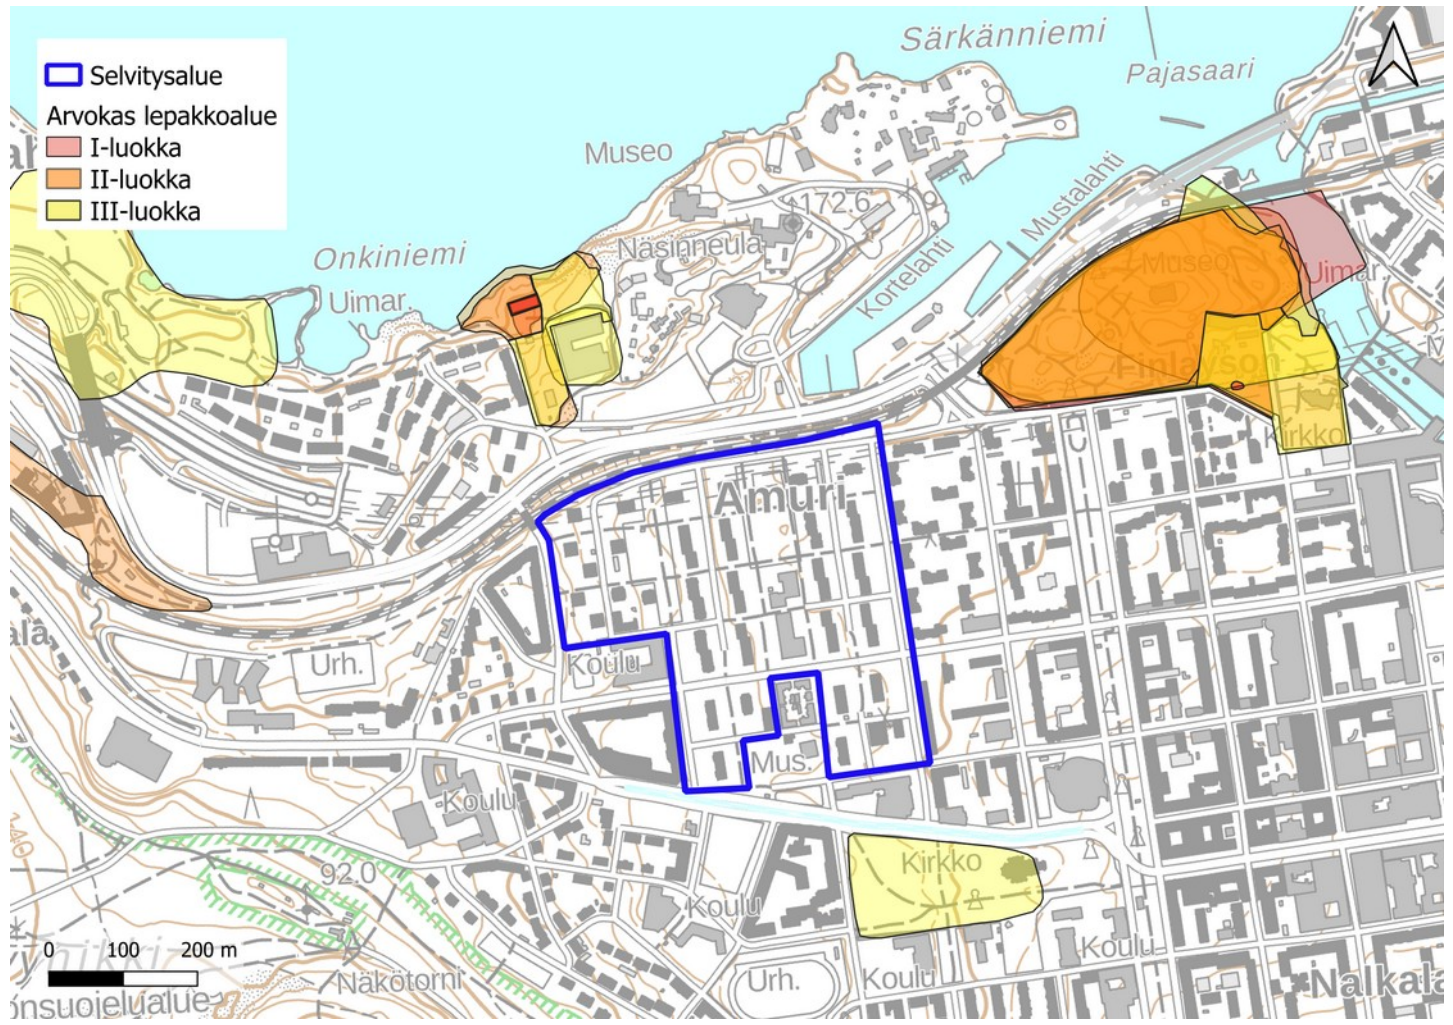 Särkänniemi
Pajasaari
Selvitysalue
Arvokas lepakkoalue
I-luokka
II-luokka
III-luokka
Museo
172.6
Mustalahti
Onkiniemi
Näsinneula
Kortelahti
Museo
Uimar.
Uimar.
Finlayson
Kirkko
Amuri
Koulu
Urh.
Mus.
Koulu
Kirkko
92.0
Koulu
Koulu
140
0 100 200 m
Näkötorni
Urh.
Koulu
Nalkala
onsuojelualue